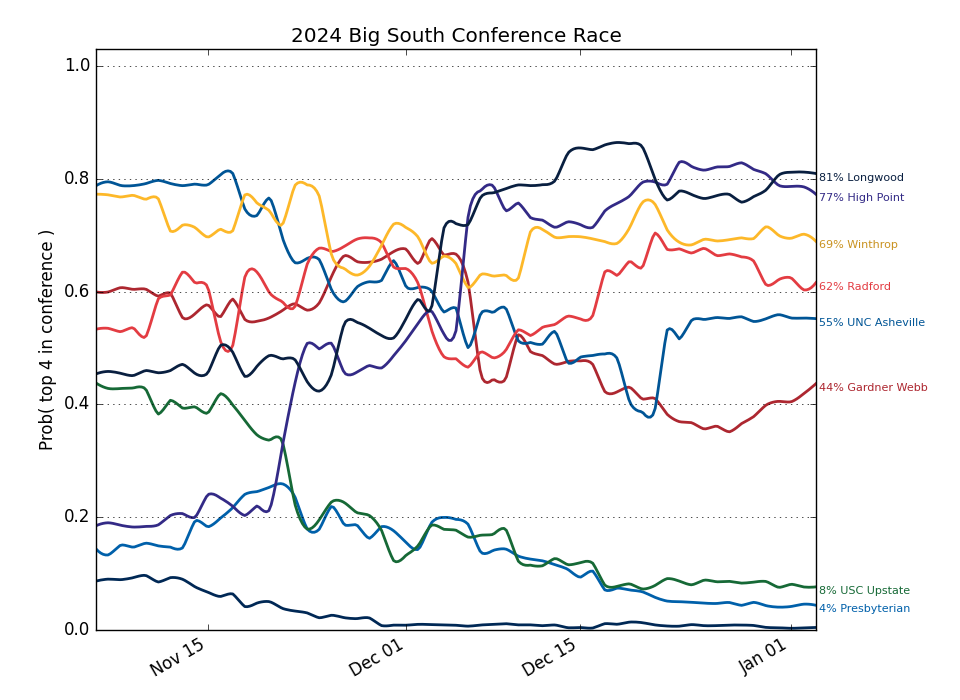 2024 Big South Conference Race
Prob( top 4 in conference )
1.0
0.8
0.6
0.4
0.2
0.0
Nov 15
Dec 01
Dec 15
Jan 01
81% Longwood
77% High Point
69% Winthrop
62% Radford
55% UNC Asheville
44% Gardner Webb
8% USC Upstate
4% Presbyterian